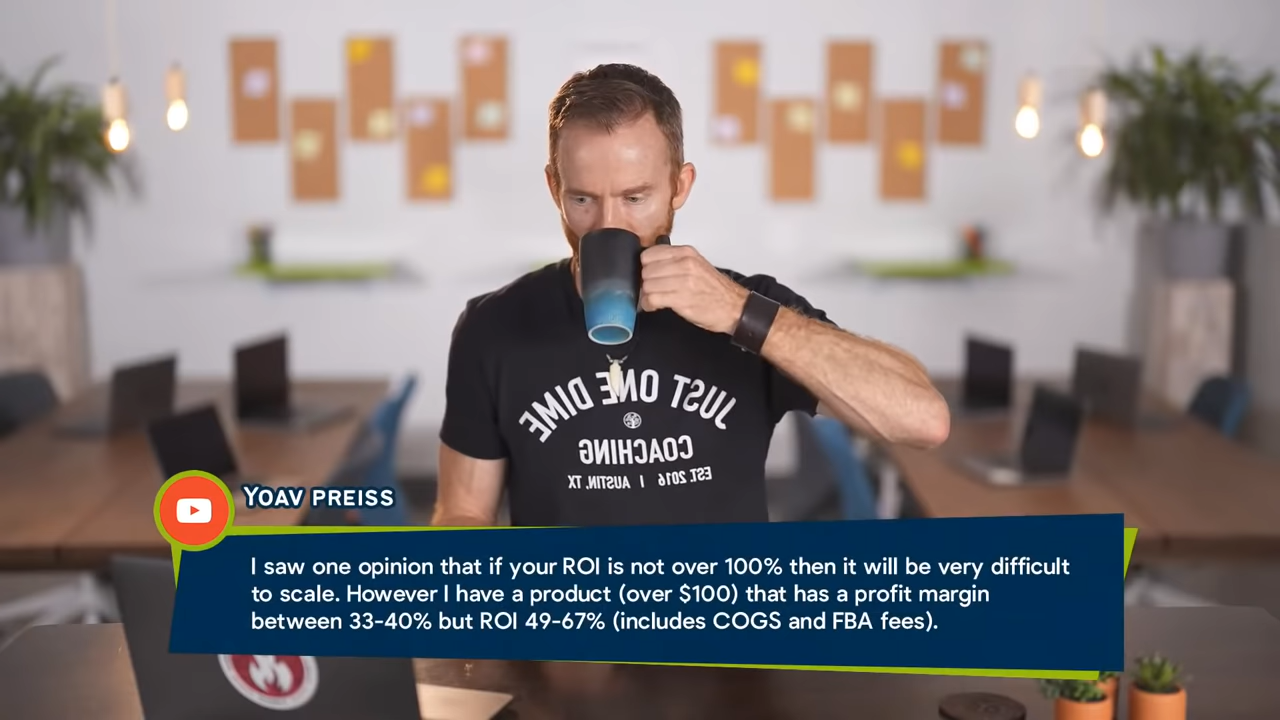 JUST ONE DIME
COACHING
EST. 2016 | AUSTIN, TX
YOAV PREISS
I saw one opinion that if your ROI is not over 100% then it will be very difficult
to scale. However I have a product (over $100) that has a profit margin
between 33-40% but ROI 49-67% (includes COGS and FBA fees).